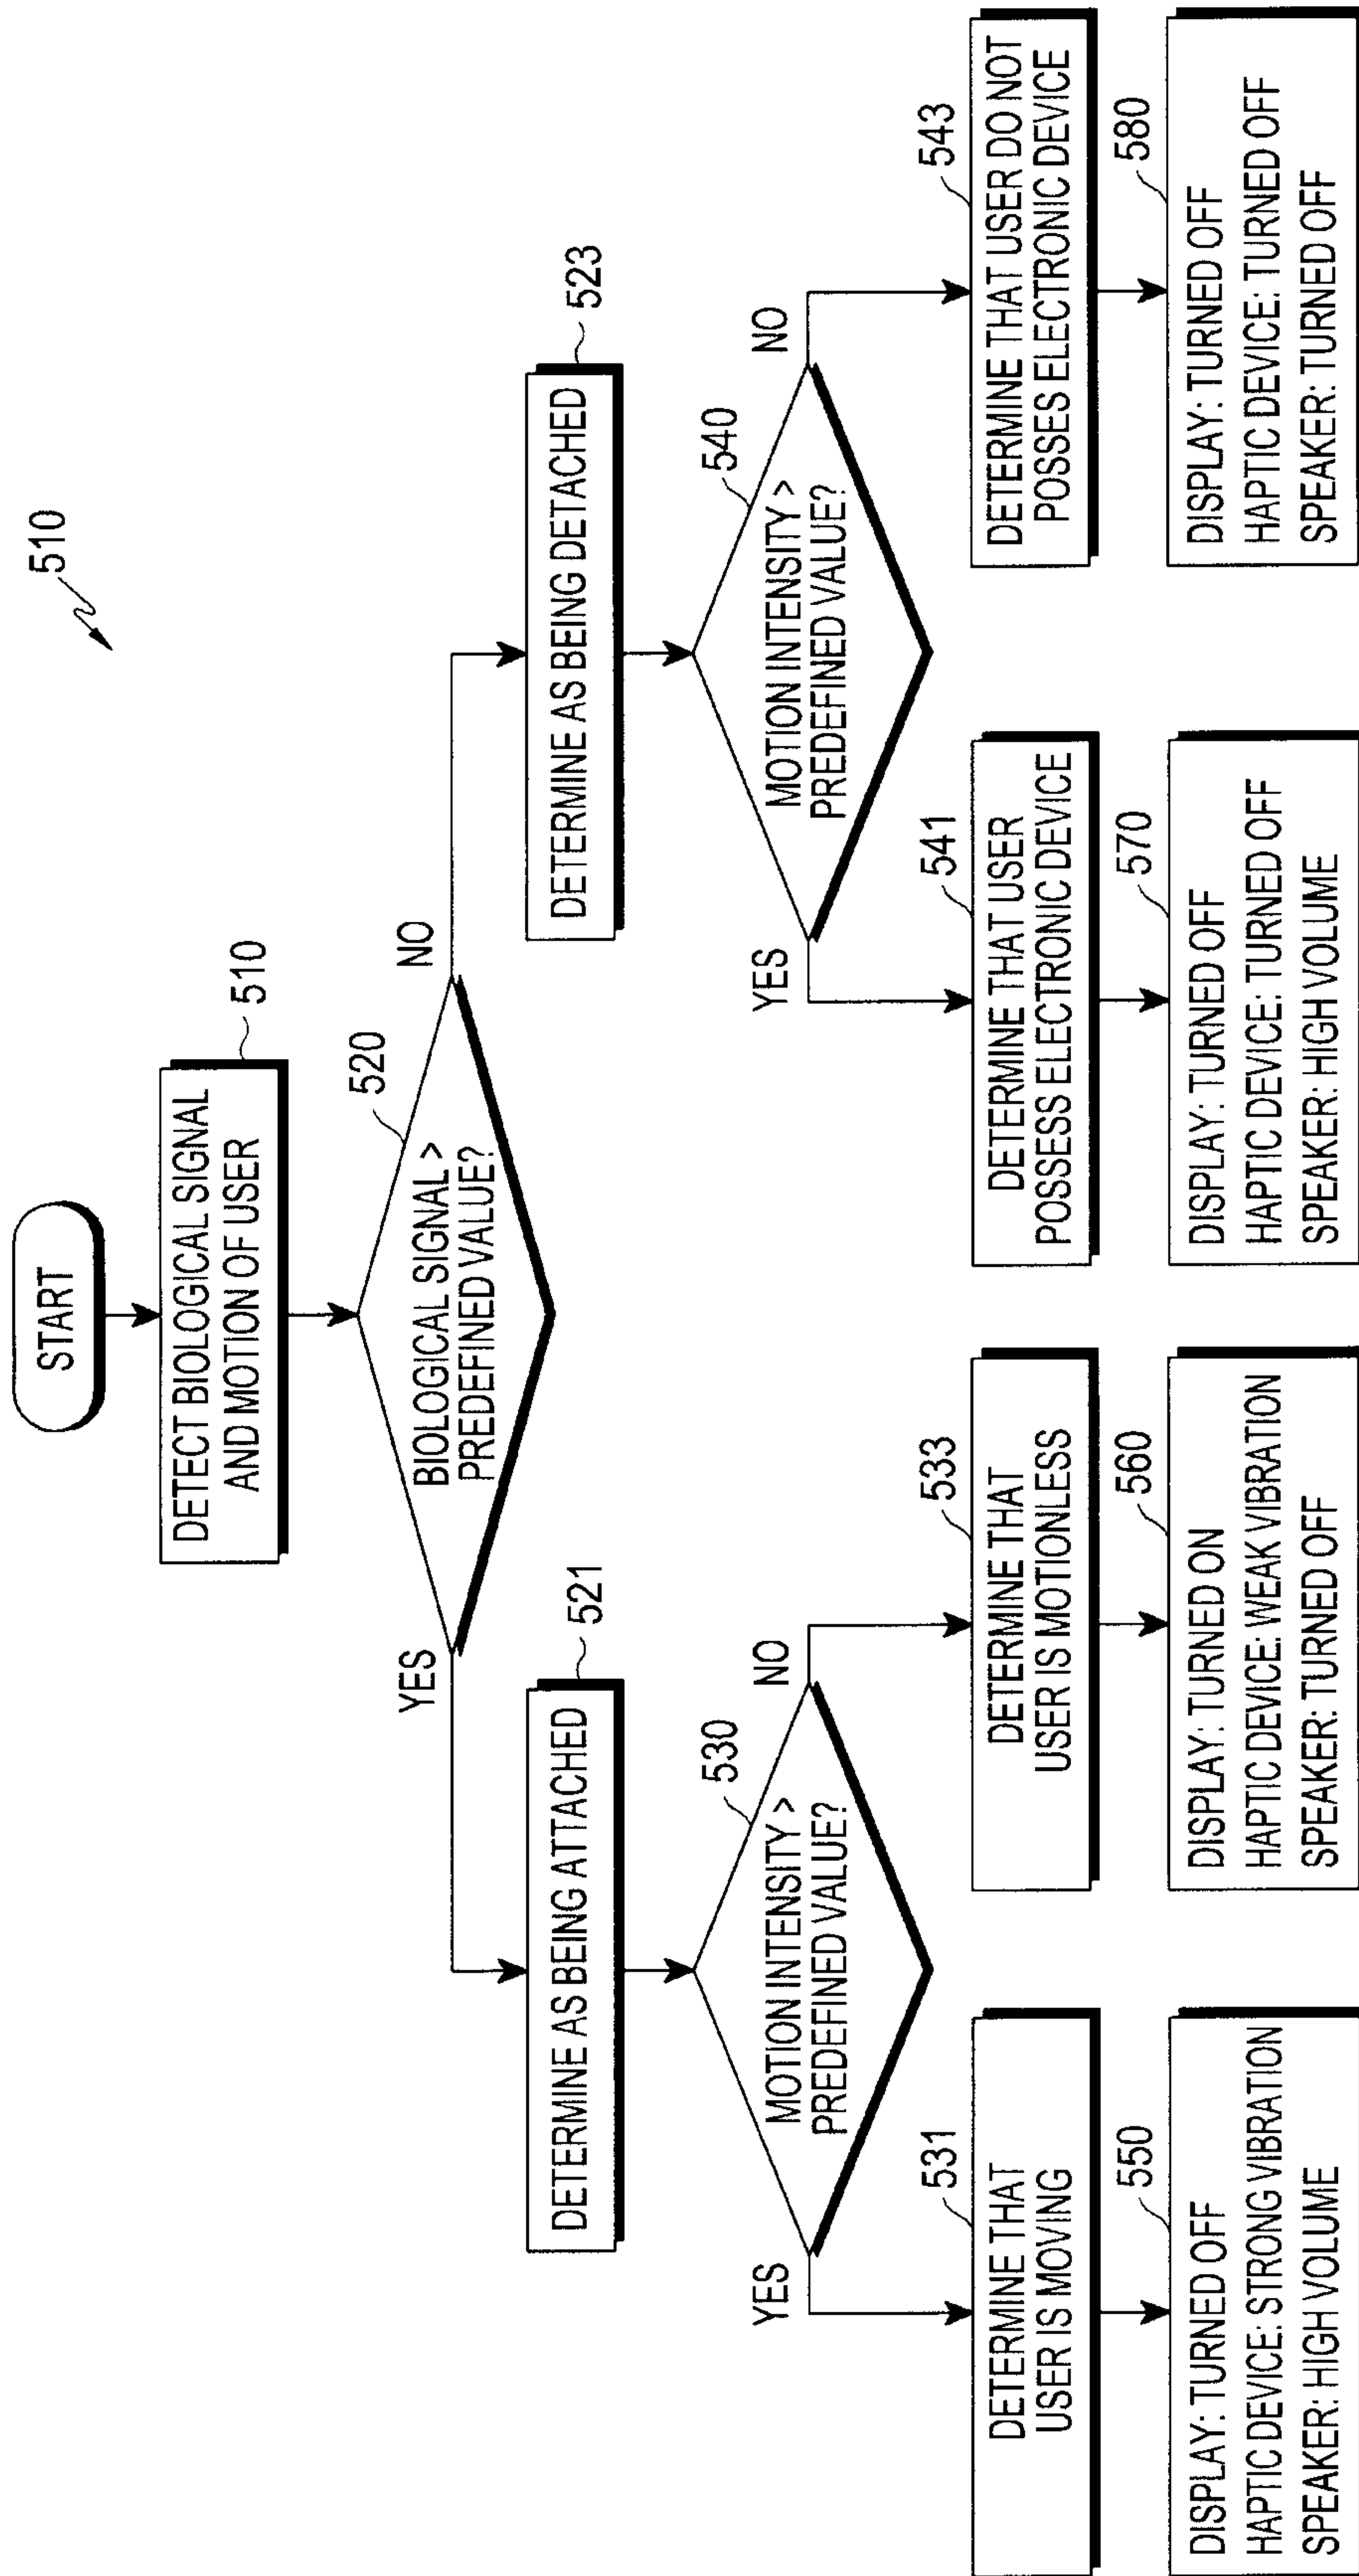 510
START
DETECT BIOLOGICAL SIGNAL
AND MOTION OF USER
510
BIOLOGICAL SIGNAL >
PREDEFINED VALUE?
520
YES
NO
DETERMINE AS BEING ATTACHED
521
DETERMINE AS BEING DETACHED
523
MOTION INTENSITY >
PREDEFINED VALUE?
530
YES
NO
MOTION INTENSITY >
PREDEFINED VALUE?
540
YES
NO
DETERMINE THAT
USER IS MOVING
531
DETERMINE THAT
USER IS MOTIONLESS
533
DETERMINE THAT USER
POSSESS ELECTRONIC DEVICE
541
DETERMINE THAT USER DO NOT
POSSES ELECTRONIC DEVICE
543
DISPLAY: TURNED OFF
HAPTIC DEVICE: STRONG VIBRATION
SPEAKER: HIGH VOLUME
550
DISPLAY: TURNED ON
HAPTIC DEVICE: WEAK VIBRATION
SPEAKER: TURNED OFF
560
DISPLAY: TURNED OFF
HAPTIC DEVICE: TURNED OFF
SPEAKER: HIGH VOLUME
570
DISPLAY: TURNED OFF
HAPTIC DEVICE: TURNED OFF
SPEAKER: TURNED OFF
580